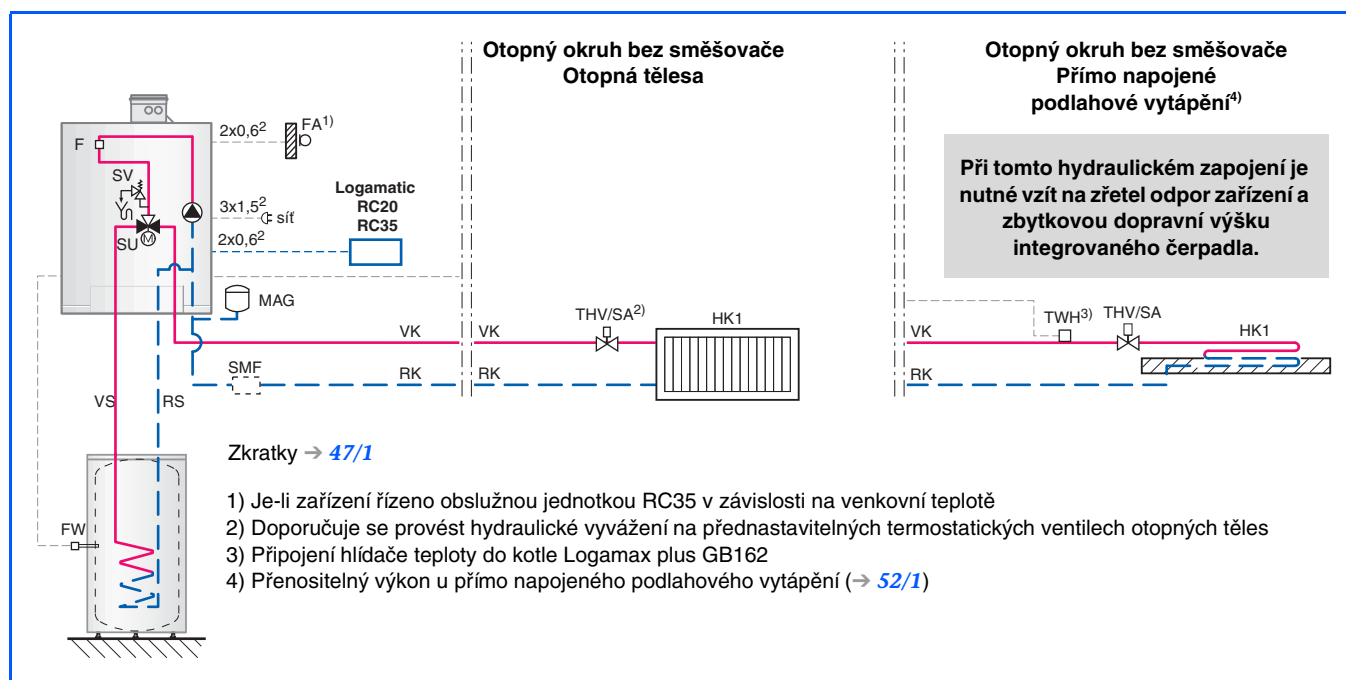 Otopný okruh bez směšovače
Otopná tělesa
Otopný okruh bez směšovače
Přímo napojené
podlahové vytápění4)
Při tomto hydraulickém zapojení je
nutné vzít na zřetel odpor zařízení a
zbytkovou dopravní výšku
integrovaného čerpadla.
2x0,6²
FA1)
F
SV
Logamatic
RC20
RC35
3x1,5²
síť
SU
M
2x0,6²
MAG
THV/SA2)
HK1
TWH3)
THV/SA
HK1
VK
VK
VK
SMF
RK
RK
RK
VS
RS
FW
Zkratky → 47/1
1) Je-li zařízení řízeno obslužnou jednotkou RC35 v závislosti na venkovní teplotě
2) Doporučuje se provést hydraulické vyvážení na přednastavitelných termostatických ventilech otopných těles
3) Připojení hlídače teploty do kotle Logamax plus GB162
4) Přenositelný výkon u přímo napojeného podlahového vytápění (→ 52/1)